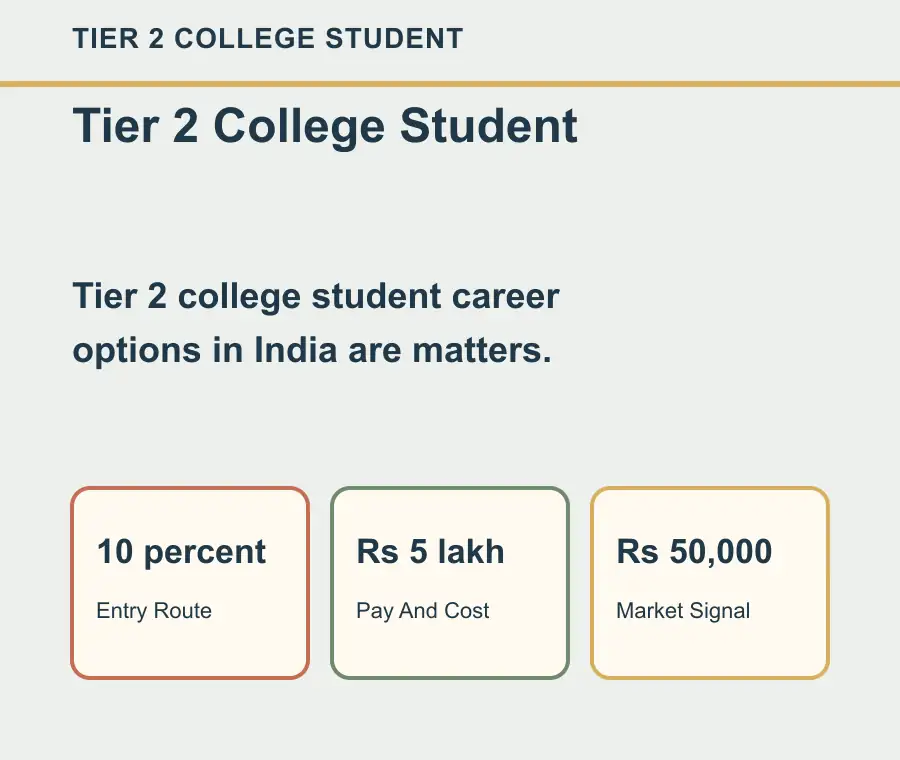 TIER 2 COLLEGE STUDENT
Tier 2 College Student
Tier 2 college student career
options in India are matters.
10 percent
Entry Route
Rs 5 lakh
Pay And Cost
Rs 50,000
Market Signal